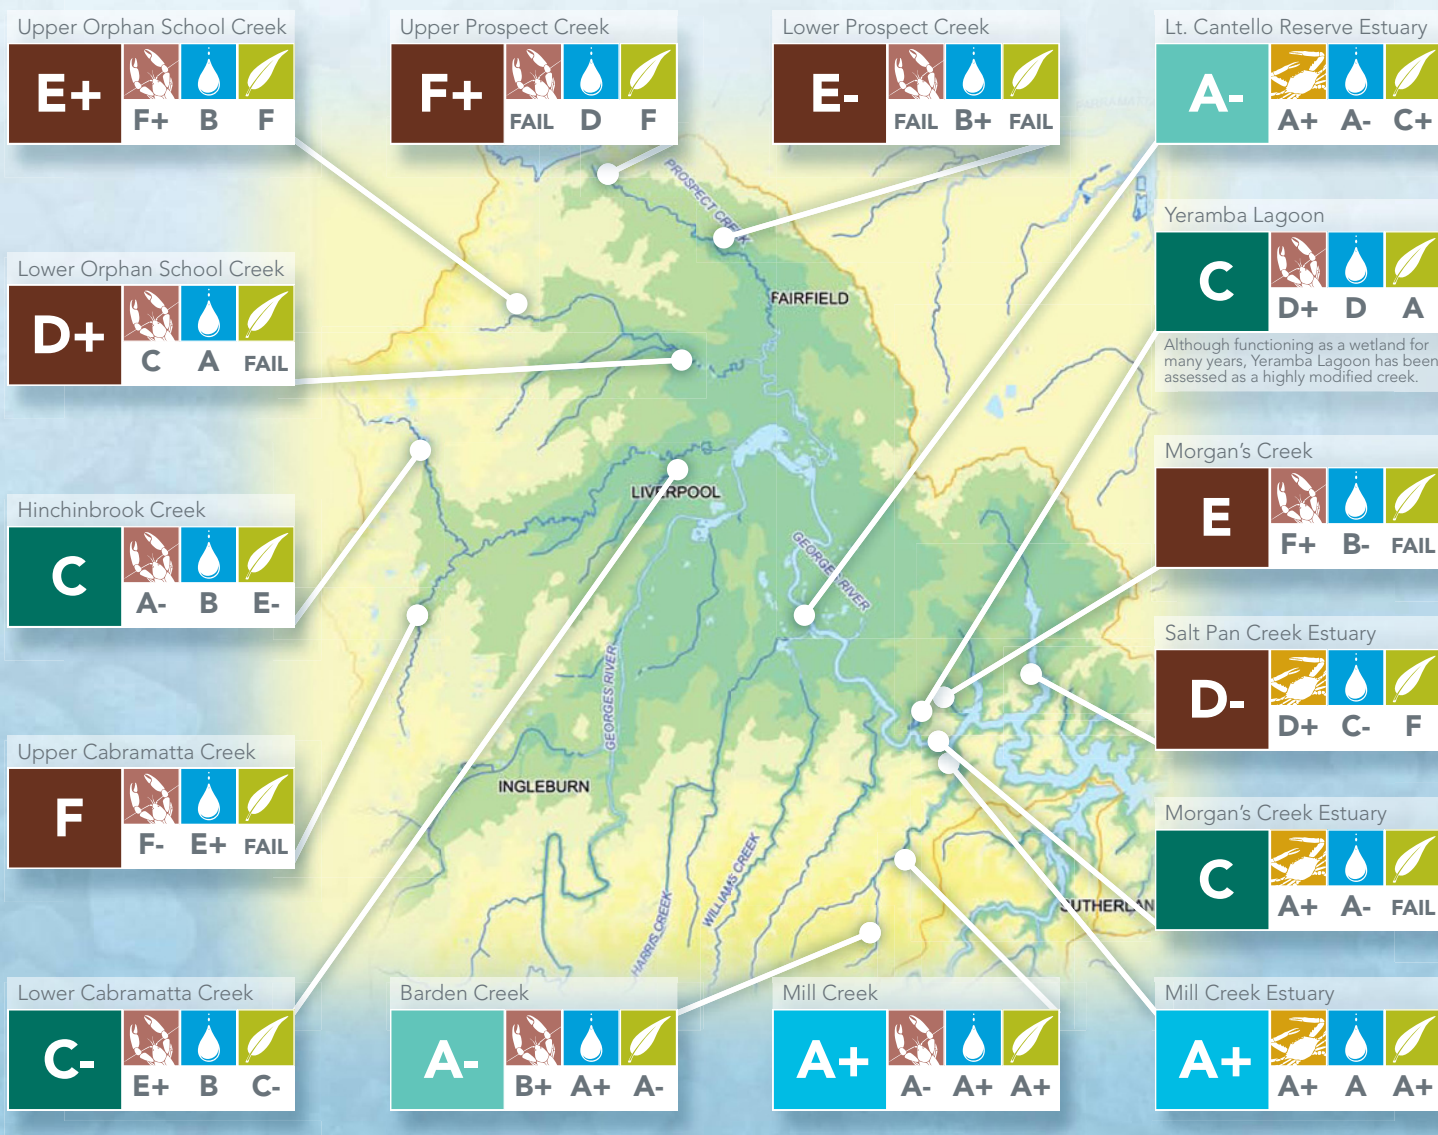 Upper Orphan School Creek
E+
F+ B F
Upper Prospect Creek
F+
FAIL D F
Lower Prospect Creek
E-
FAIL B+ FAIL
Lt. Cantello Reserve Estuary
A-
A+ A- C+
Yeramba Lagoon
C
D+ D A
Although functioning as a wetland for
many years, Yeramba Lagoon has been
assessed as a highly modified creek.
Lower Orphan School Creek
D+
C A FAIL
Morgan's Creek
E
F+ B- FAIL
Hinchinbrook Creek
C
A- B E-
Salt Pan Creek Estuary
D-
D+ C- F
Upper Cabramatta Creek
F
F- E+ FAIL
Morgan's Creek Estuary
C
A+ A- FAIL
Lower Cabramatta Creek
C-
E+ B C-
Barden Creek
A-
B+ A+ A-
Mill Creek
A+
A- A+ A+
Mill Creek Estuary
A+
A+ A A+
PROSPECT CREEK
FAIRFIELD
LIVERPOOL
GEORGES RIVER
GEORGES RIVER
INGLEBURN
HARRIS CREEK
WILLIAMS CREEK
SUTHERLAN